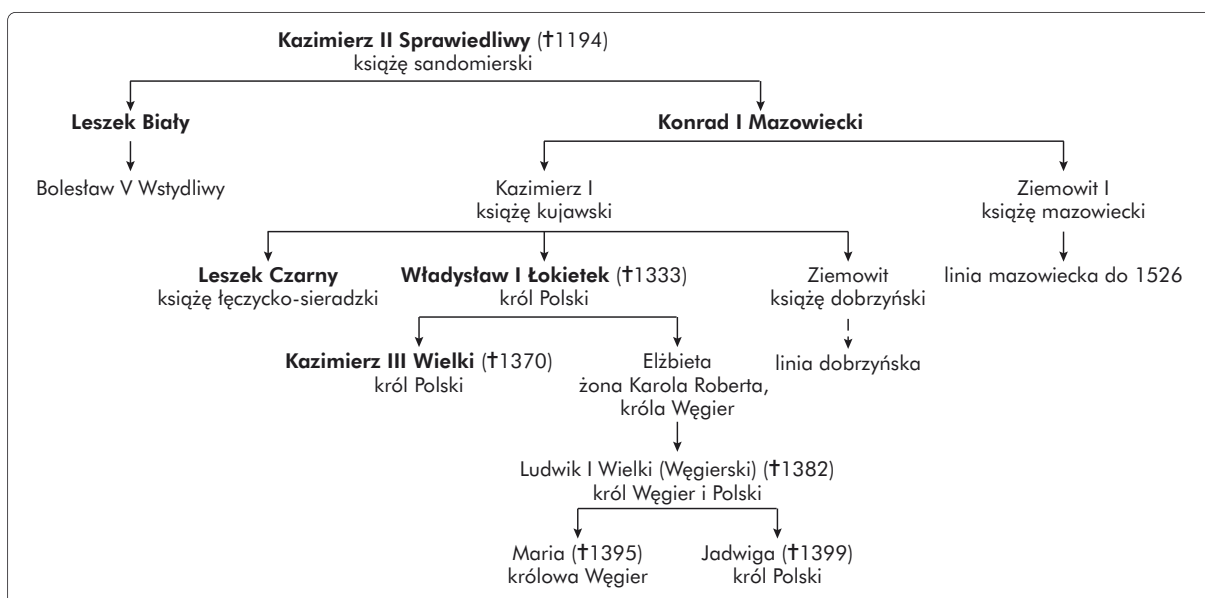 Kazimierz II Sprawiedliwy (✝1194)
książę sandomierski
Leszek Biały
Konrad I Mazowiecki
Bolesław V Wstydliwy
Kazimierz I
książę kujawski
Ziemowit I
książę mazowiecki
Leszek Czarny
książę łęczycko-sieradzki
Władysław I Łokietek (✝1333)
król Polski
Ziemowit
książę dobrzyński
linia mazowiecka do 1526
Kazimierz III Wielki (✝1370)
król Polski
Elżbieta
żona Karola Roberta,
króla Węgier
linia dobrzyńska
Ludwik I Wielki (Węgierski) (✝1382)
król Węgier i Polski
Maria (✝1395)
królowa Węgier
Jadwiga (✝1399)
król Polski